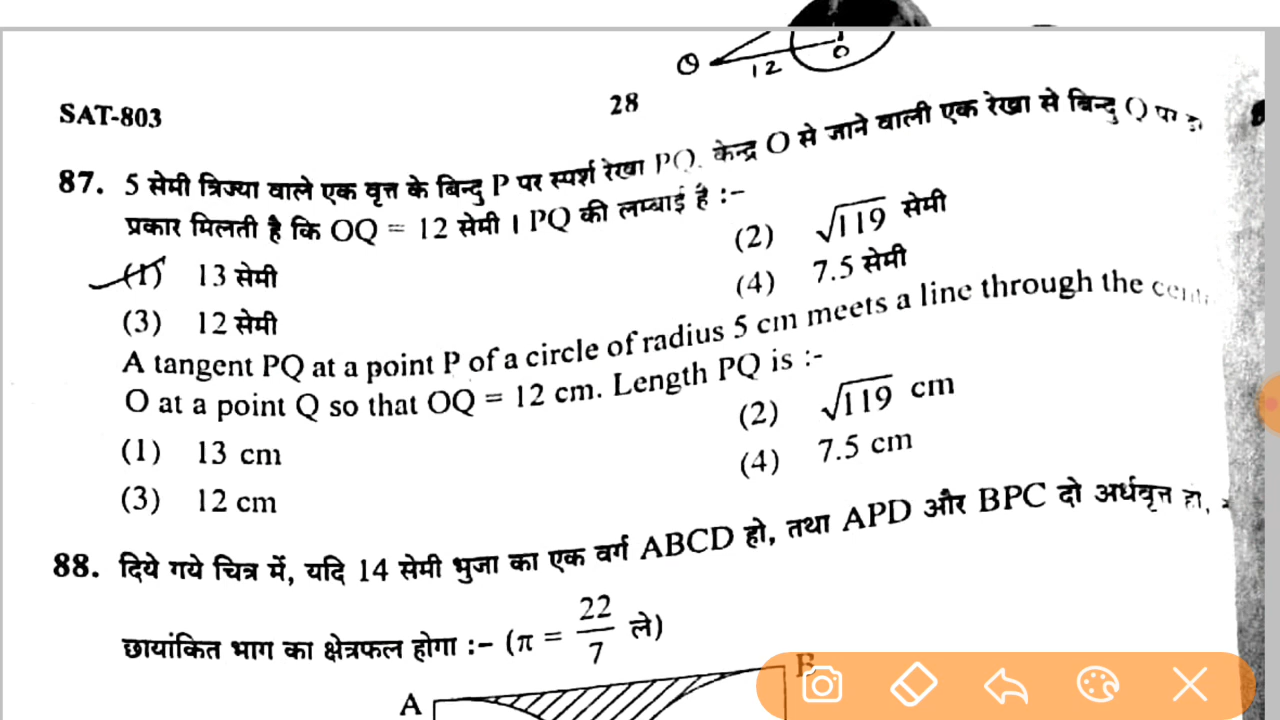 O 12 O
SAT-803
28
87. 5 सेमी त्रिज्या वाले एक वृत्त के बिन्दु P पर स्पर्श रेखा PQ, केन्द्र O से जाने वाली एक रेखा से बिन्दु Q पर
प्रकार मिलती है कि OQ = 12 सेमी । PQ की लम्बाई है :-
(1) 13 सेमी
(2) √119 सेमी
(3) 12 सेमी
(4) 7.5 सेमी
A tangent PQ at a point P of a circle of radius 5 cm meets a line through the
O at a point Q so that OQ = 12 cm. Length PQ is :-
(1) 13 cm
(2) √119 cm
(3) 12 cm
(4) 7.5 cm
88. दिये गये चित्र में, यदि 14 सेमी भुजा का एक वर्ग ABCD हो, तथा APD और BPC दो अर्धवृत्त हो,
छायांकित भाग का क्षेत्रफल होगा :- (π = 22/7 ले)
A